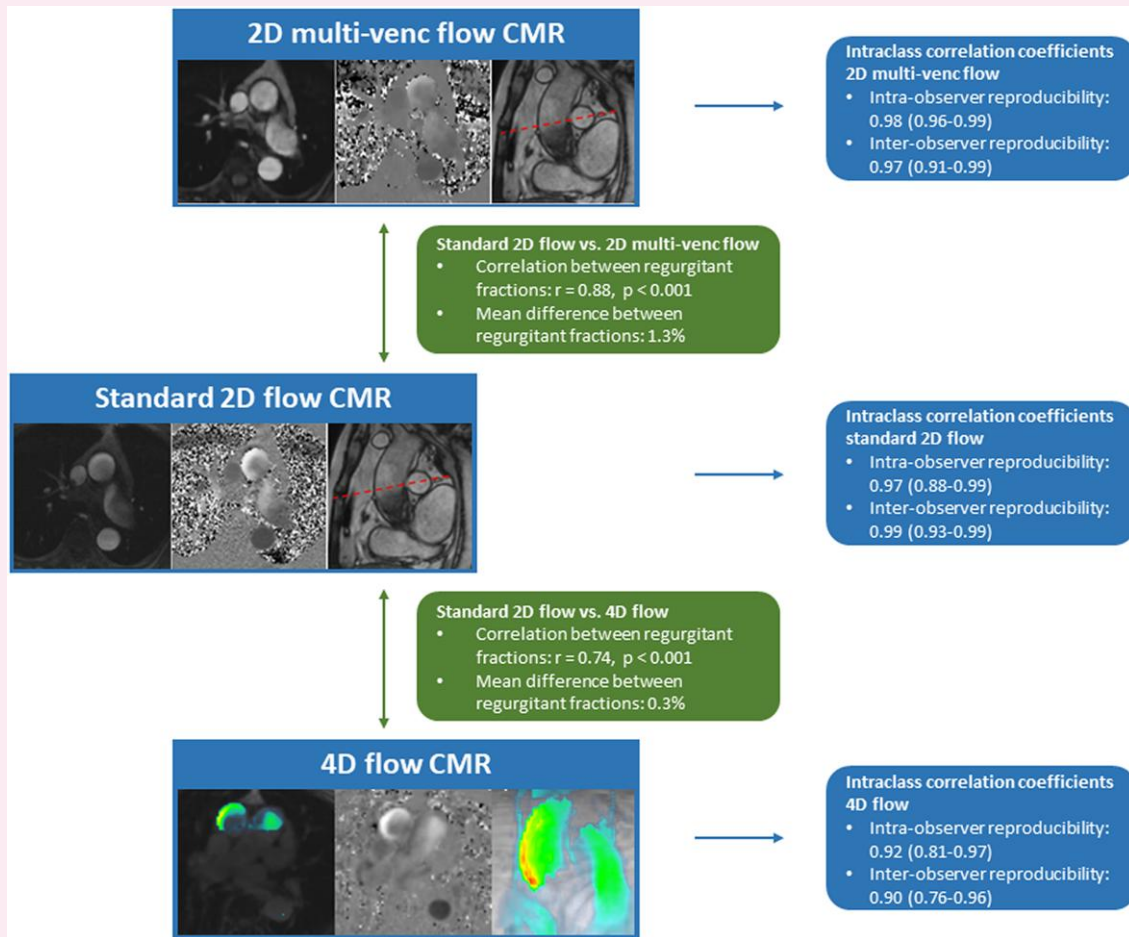 2D multi-venc flow CMR
Intraclass correlation coefficients
2D multi-venc flow
• Intra-observer reproducibility:
0.98 (0.96-0.99)
• Inter-observer reproducibility:
0.97 (0.91-0.99)
Standard 2D flow vs. 2D multi-venc flow
• Correlation between regurgitant
fractions: r = 0.88, p < 0.001
• Mean difference between
regurgitant fractions: 1.3%
Standard 2D flow CMR
Intraclass correlation coefficients
standard 2D flow
• Intra-observer reproducibility:
0.97 (0.88-0.99)
• Inter-observer reproducibility:
0.99 (0.93-0.99)
Standard 2D flow vs. 4D flow
• Correlation between regurgitant
fractions: r = 0.74, p < 0.001
• Mean difference between
regurgitant fractions: 0.3%
4D flow CMR
Intraclass correlation coefficients
4D flow
• Intra-observer reproducibility:
0.92 (0.81-0.97)
• Inter-observer reproducibility:
0.90 (0.76-0.96)